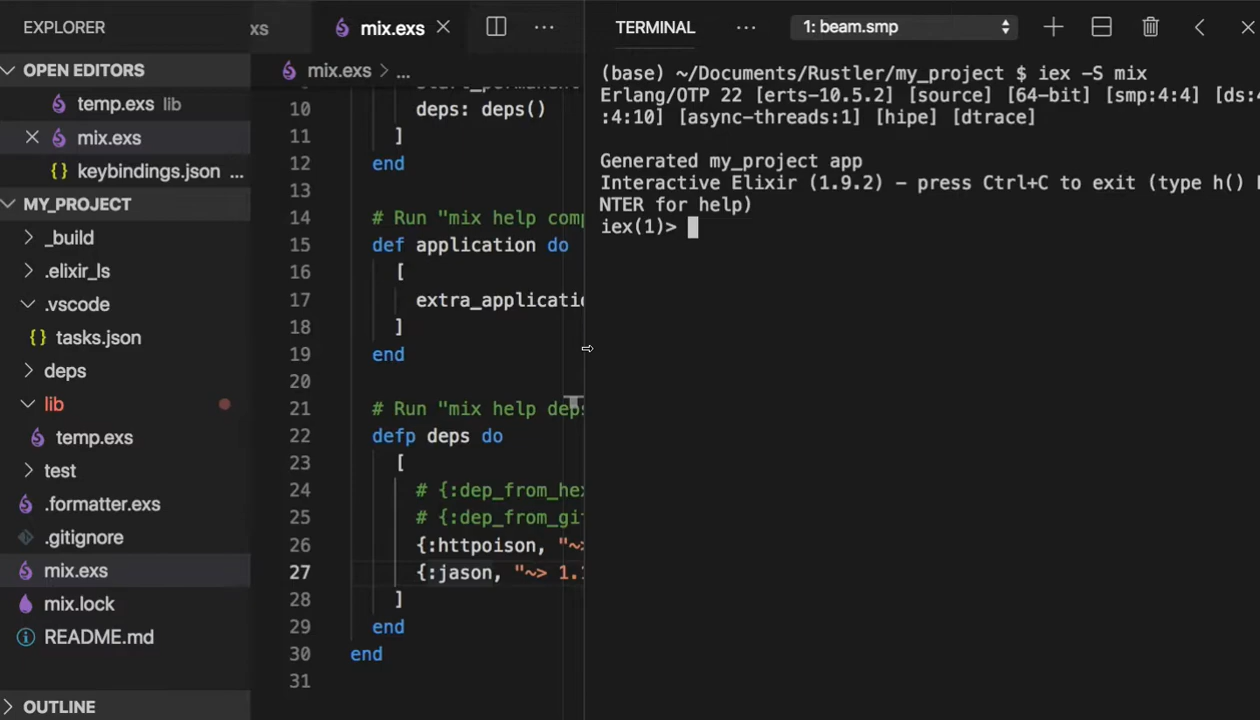 EXPLORER
OPEN EDITORS
temp.exs lib
mix.exs
{} keybindings.json ...
MY_PROJECT
_build
.elixir_ls
.vscode
{} tasks.json
deps
lib
temp.exs
test
.formatter.exs
.gitignore
mix.exs
mix.lock
README.md
OUTLINE
xs
mix.exs
mix.exs > ...
10 deps: deps()
11 ]
12 end
13
14 # Run "mix help comp
15 def application do
16 [
17 extra_applicatio
18 ]
19 end
20
21 # Run "mix help deps
22 defp deps do
23 [
24 # {:dep_from_hex
25 # {:dep_from_git
26 {:httpoison, "~>
27 {:jason, "~> 1.1
28 ]
29 end
30 end
31
TERMINAL ... 1: beam.smp
(base) ~/Documents/Rustler/my_project $ iex -S mix
Erlang/OTP 22 [erts-10.5.2] [source] [64-bit] [smp:4:4] [ds:4
:4:10] [async-threads:1] [hipe] [dtrace]
Generated my_project app
Interactive Elixir (1.9.2) - press Ctrl+C to exit (type h() E
NTER for help)
iex(1)>